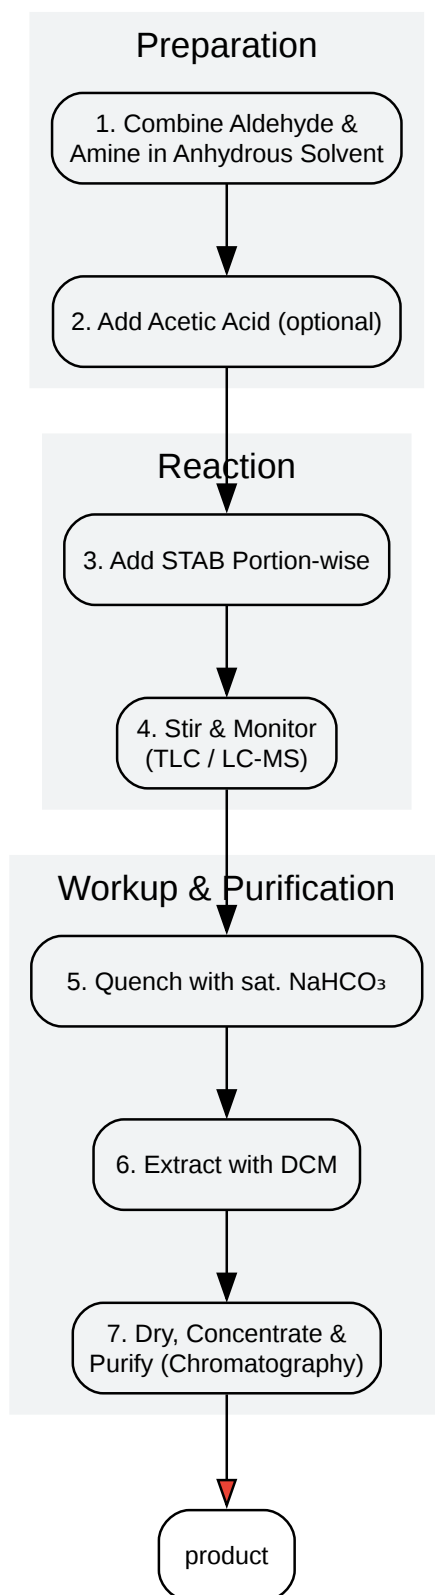 Preparation
1. Combine Aldehyde &
Amine in Anhydrous Solvent
2. Add Acetic Acid (optional)
Reaction
3. Add STAB Portion-wise
4. Stir & Monitor
(TLC / LC-MS)
Workup & Purification
5. Quench with sat. NaHCO₃
6. Extract with DCM
7. Dry, Concentrate &
Purify (Chromatography)
product